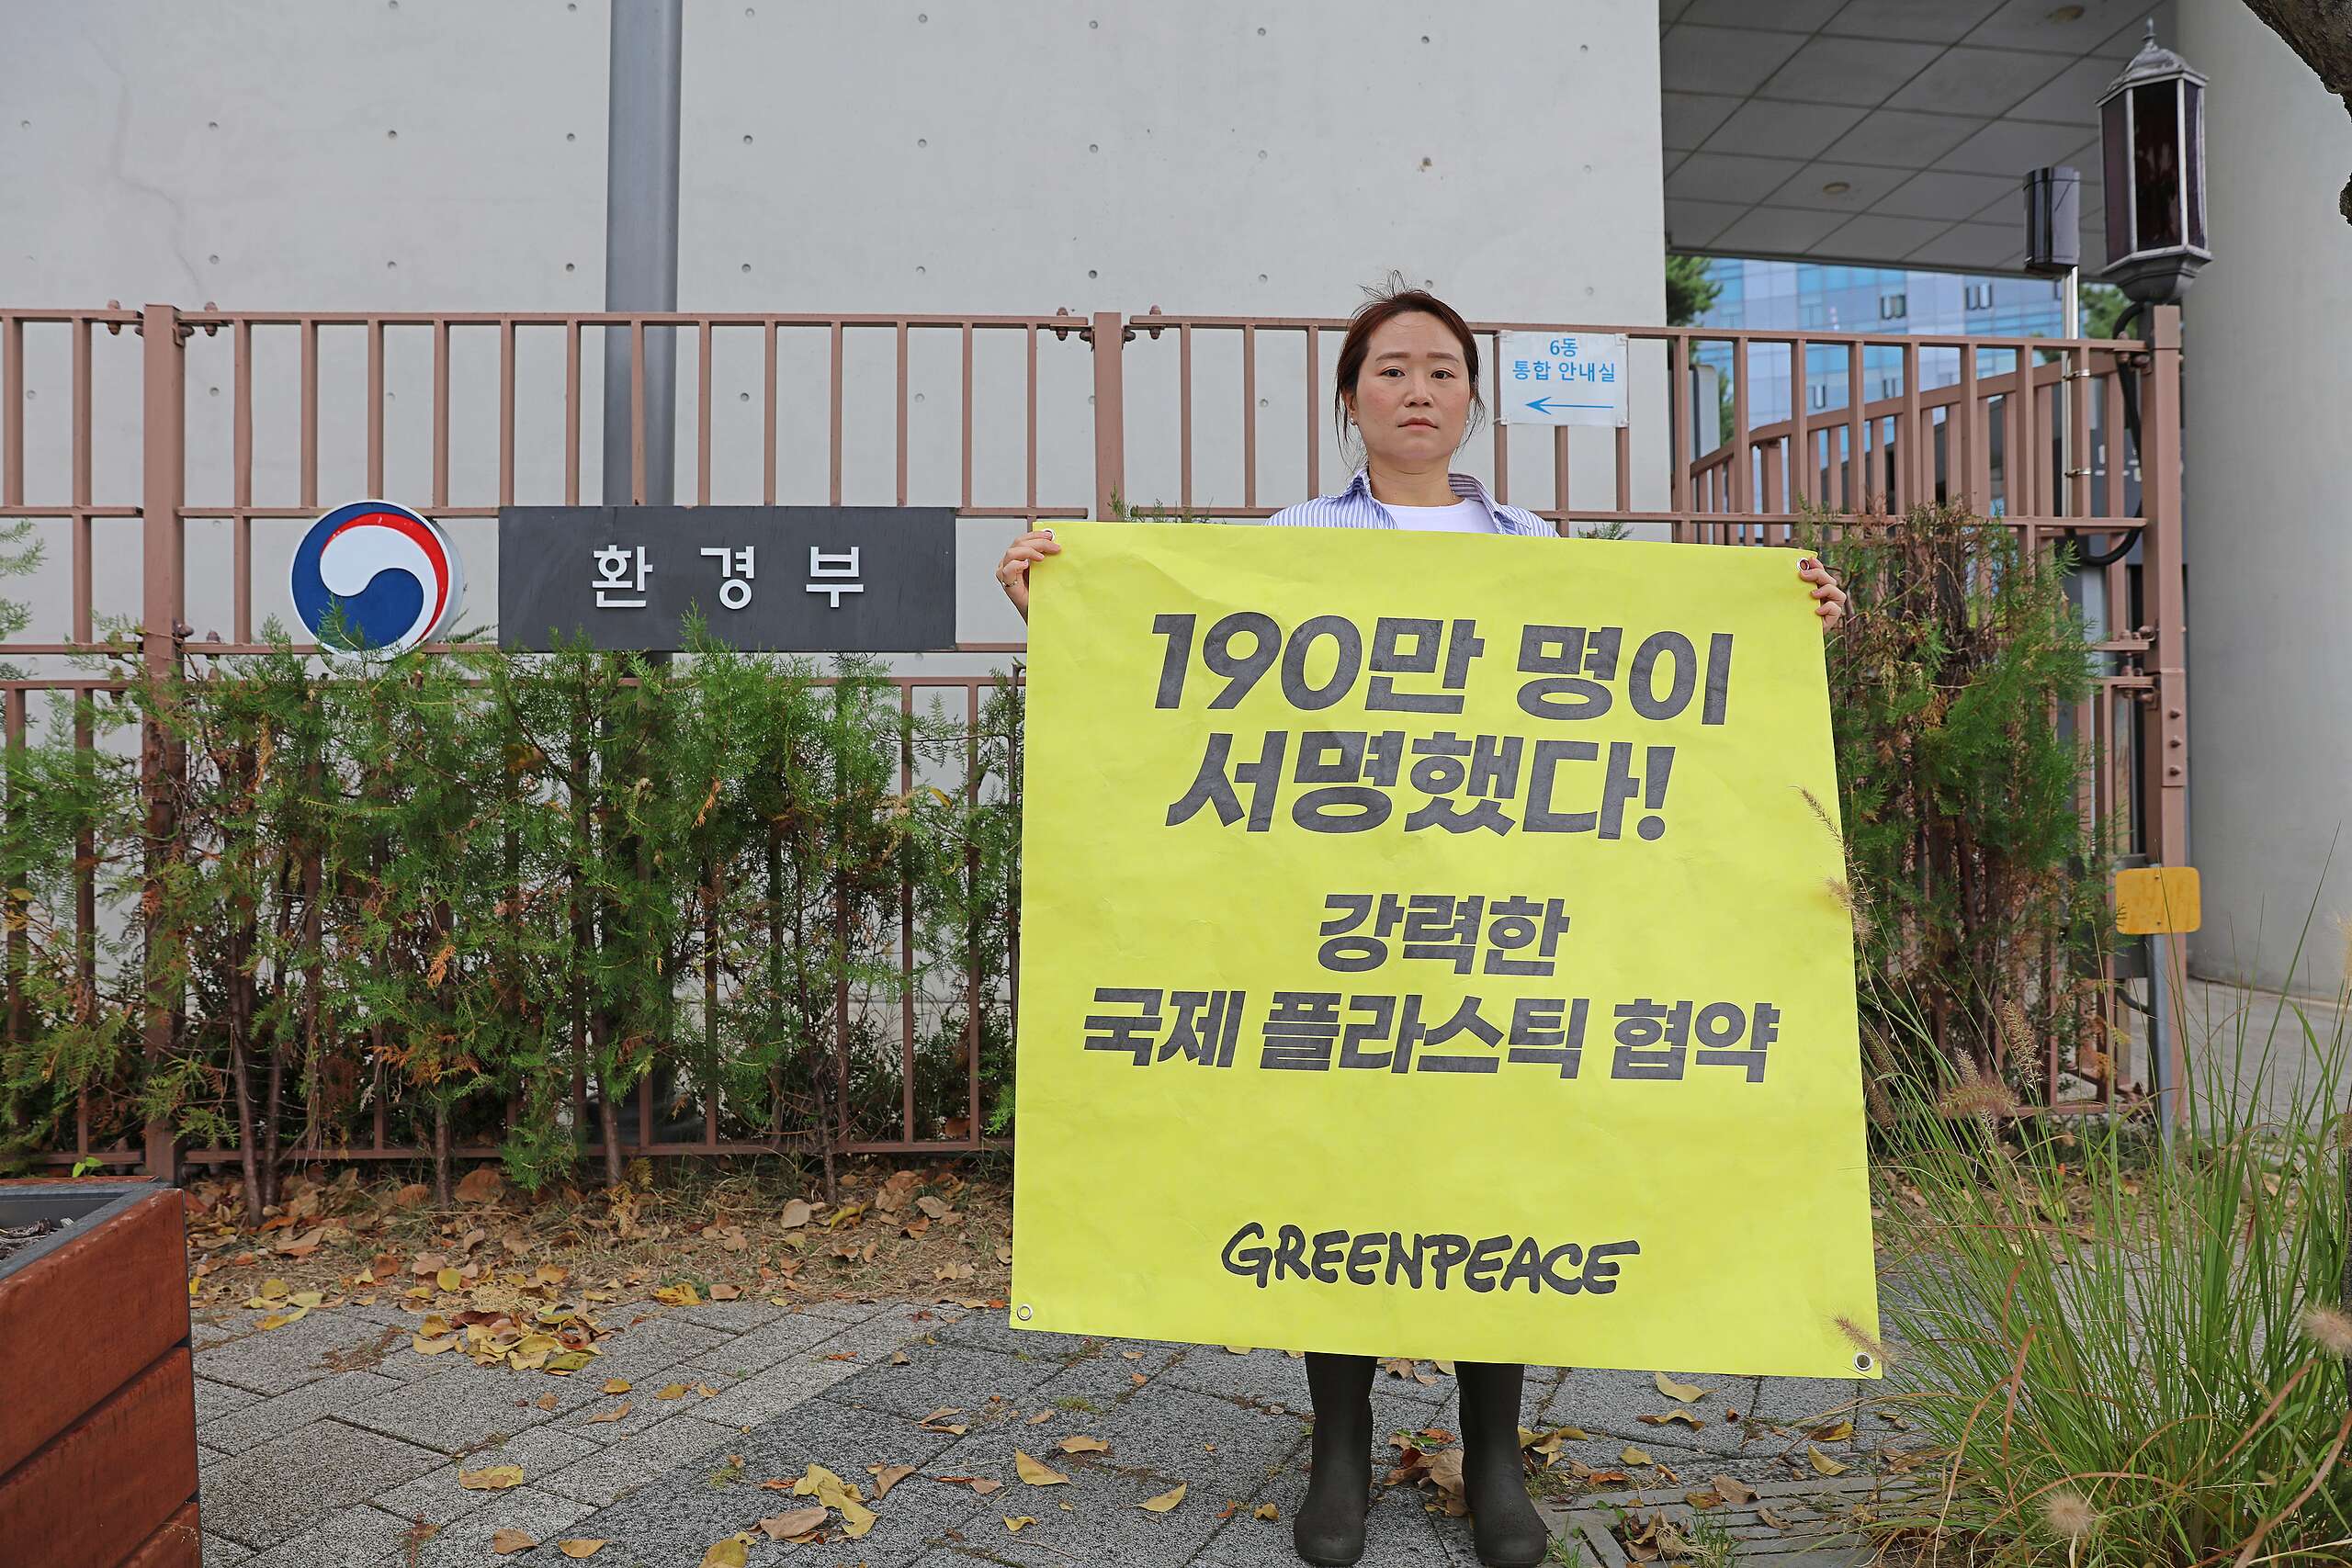 6동
통합 안내실
환경부
190만 명이
서명했다!
강력한
국제 플라스틱 협약
GREENPEACE